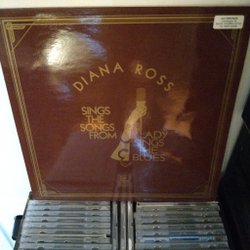 DIANA ROSS
SINGS
THE
SONGS
FROM
LADY
SINGS
THE
BLUES